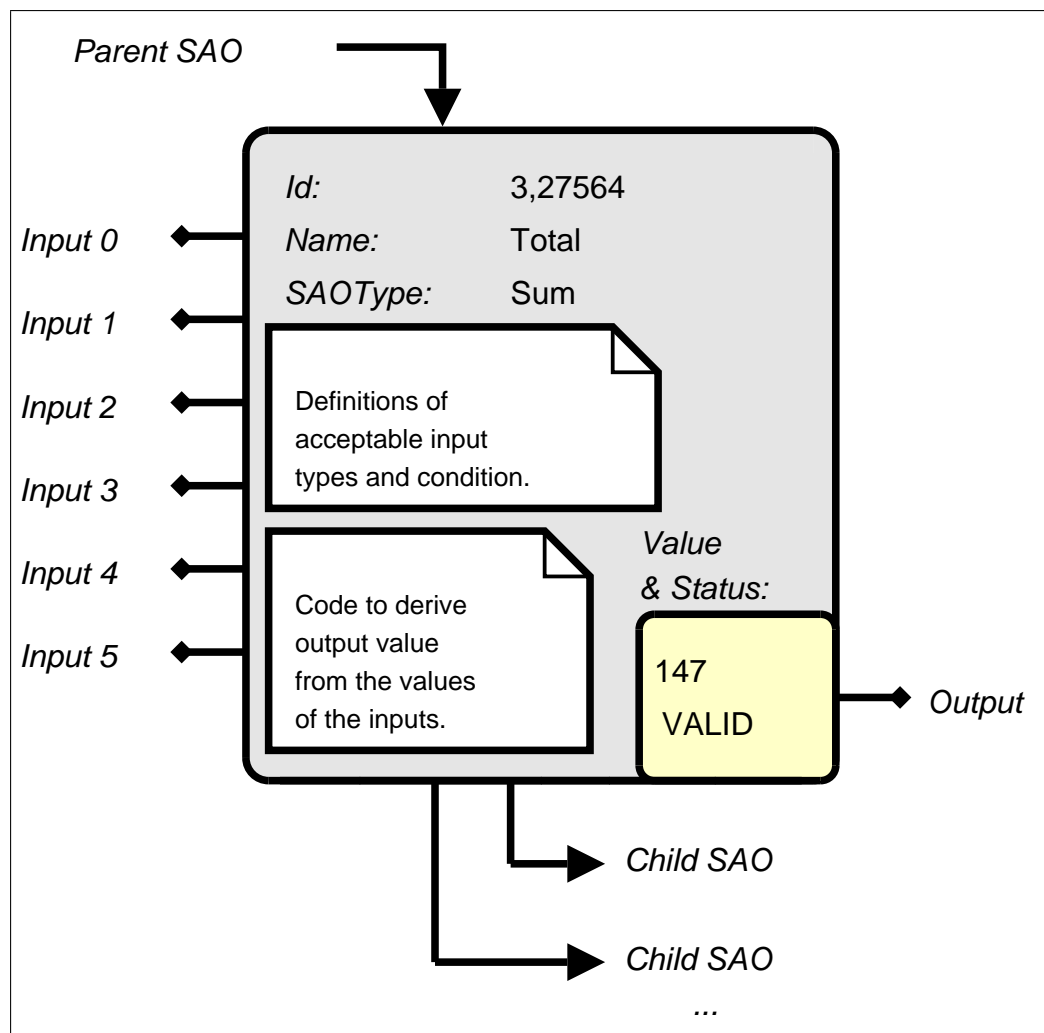 Parent SAO
Id: 3,27564
Input 0
Name: Total
SAOType: Sum
Input 1
Definitions of
acceptable input
types and condition.
Input 2
Input 3
Value
& Status:
Input 4
Code to derive
output value
from the values
of the inputs.
Input 5
147
VALID
Output
Child SAO
Child SAO
...